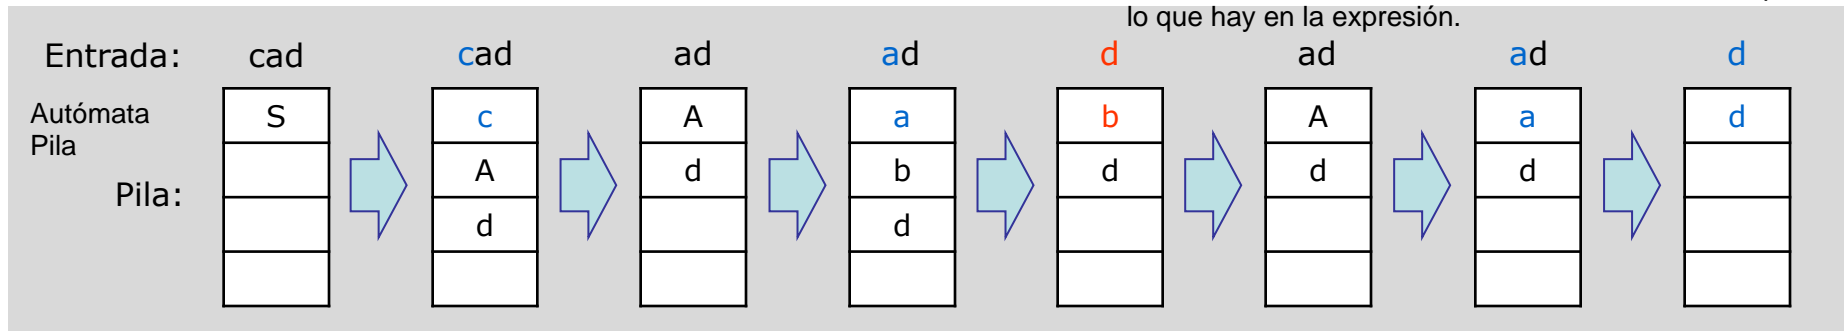 lo que hay en la expresión.
Entrada: cad cad ad ad d ad ad d
Autómata S c A a b A a d
Pila
A d b d d d
Pila:
d d